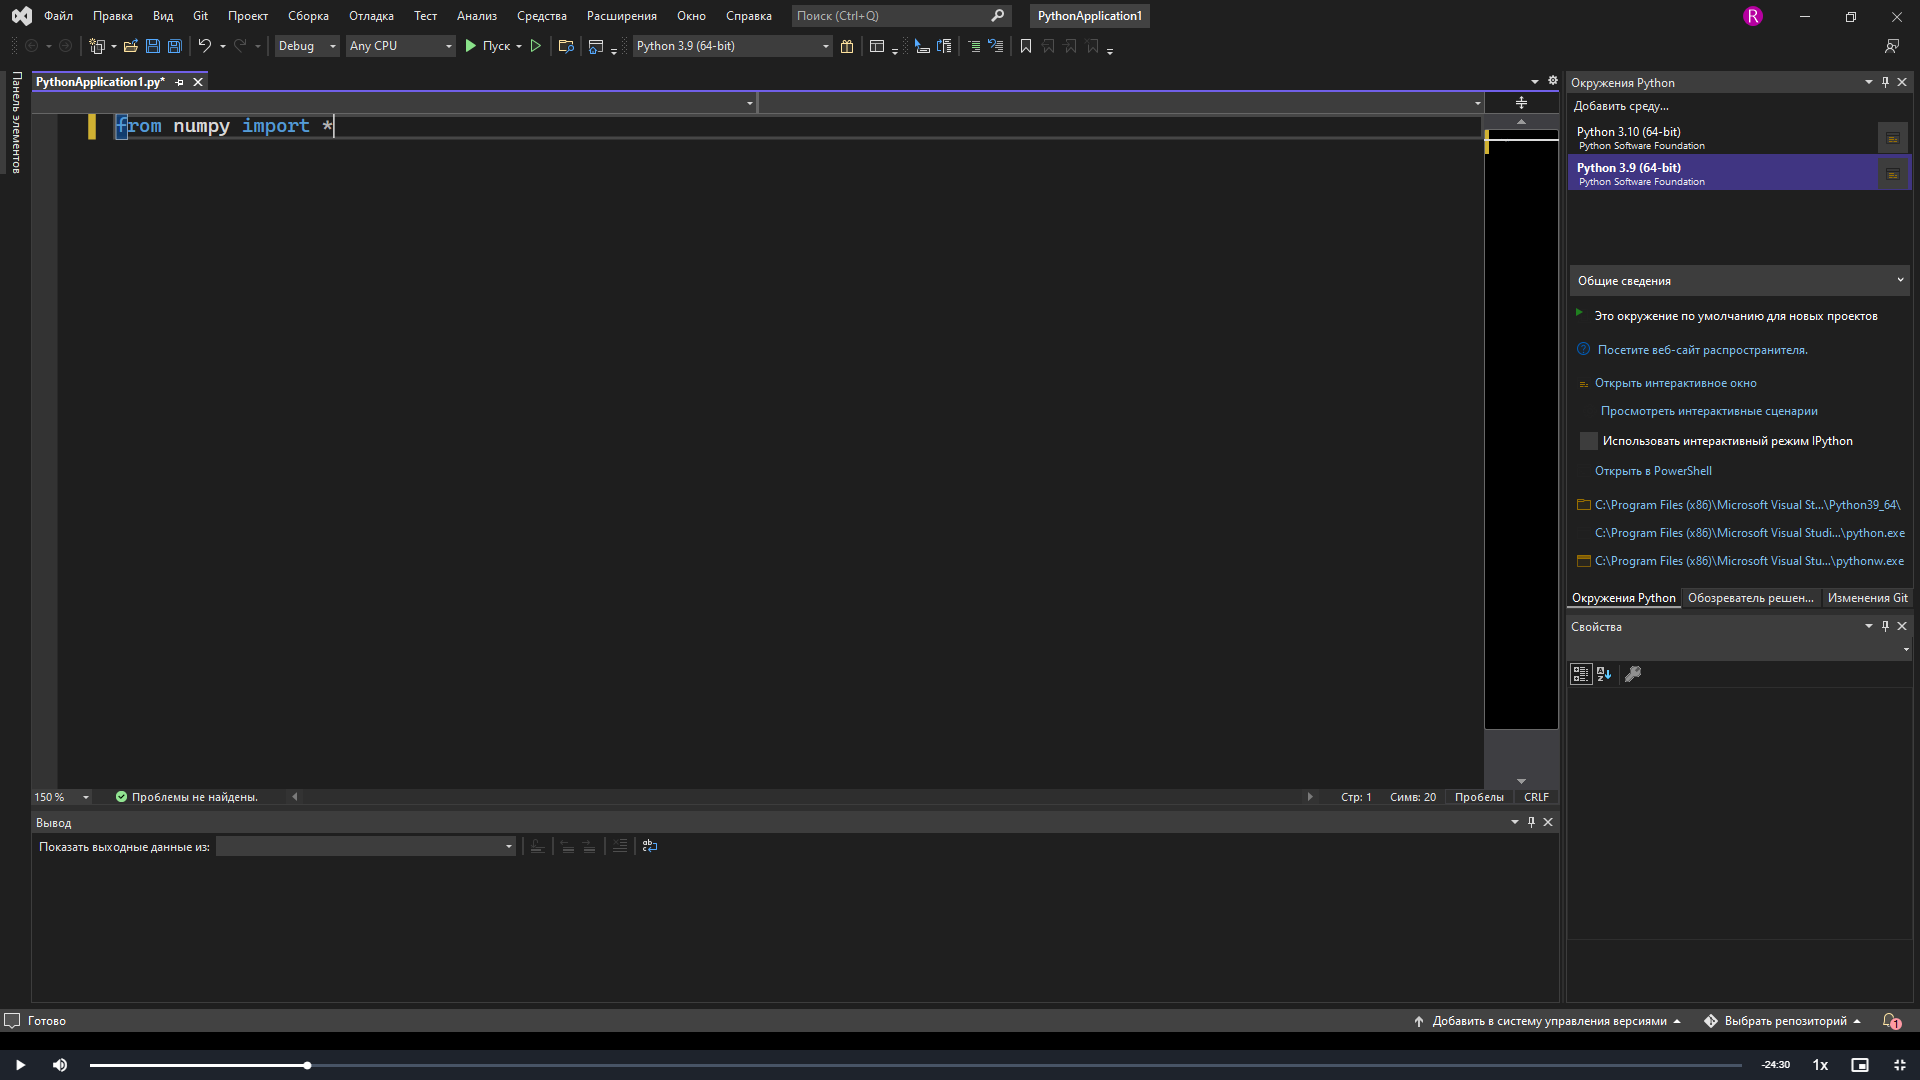 Файл Правка Вид Git Проект Сборка Отладка Тест Анализ Средства Расширения Окно Справка Поиск (Ctrl+Q) PythonApplication1 R
Debug Any CPU Пуск Python 3.9 (64-bit)
Панель элементов
PythonApplication1.py*
from numpy import *
150 % Проблемы не найдены. Стр: 1 Симв: 20 Пробелы CRLF
Вывод
Показать выходные данные из:
Окружения Python
Добавить среду...
Python 3.10 (64-bit)
Python Software Foundation
Python 3.9 (64-bit)
Python Software Foundation
Общие сведения
Это окружение по умолчанию для новых проектов
Посетите веб-сайт распространителя.
Открыть интерактивное окно
Просмотреть интерактивные сценарии
Использовать интерактивный режим IPython
Открыть в PowerShell
C:\Program Files (x86)\Microsoft Visual St...\Python39_64\
C:\Program Files (x86)\Microsoft Visual Studi...\python.exe
C:\Program Files (x86)\Microsoft Visual Stu...\pythonw.exe
Окружения Python Обозреватель решен... Изменения Git
Свойства
Готово Добавить в систему управления версиями Выбрать репозиторий 1
-24:30 1x